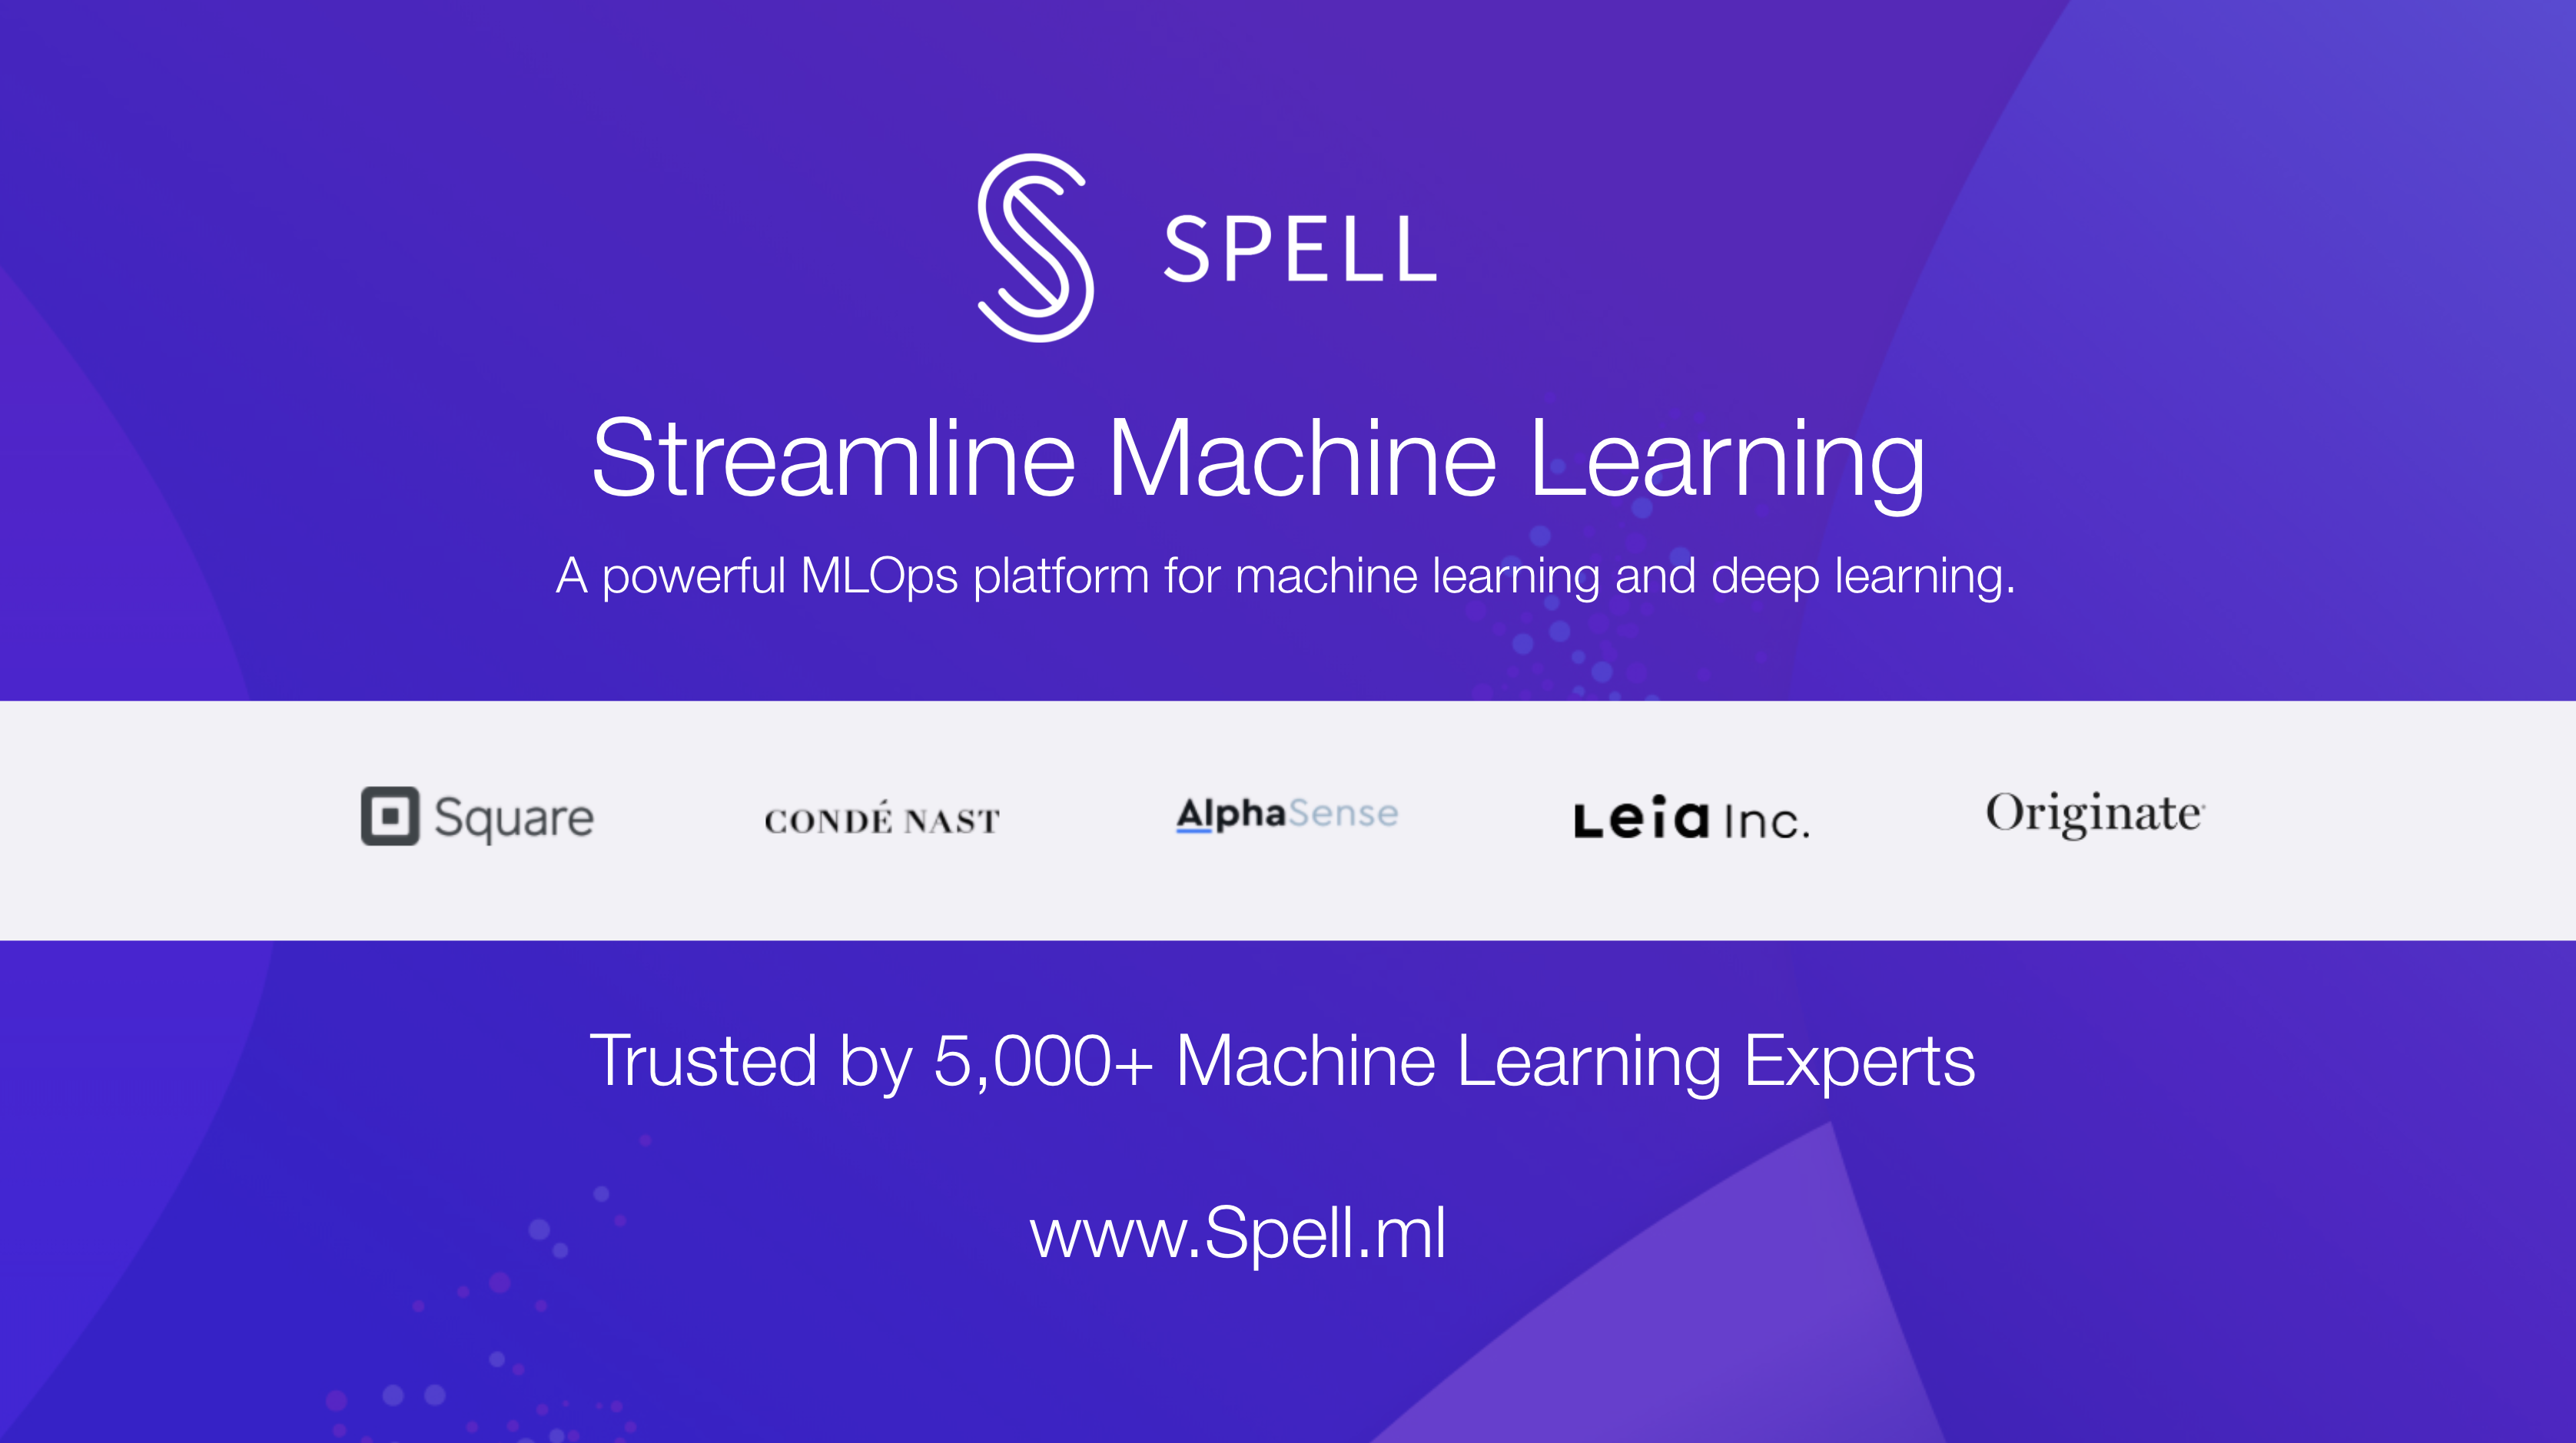 SPELL
Streamline Machine Learning
A powerful MLOps platform for machine learning and deep learning.
Square CONDÉ NAST AlphaSense Leia Inc. Originate
Trusted by 5,000+ Machine Learning Experts
www.Spell.ml